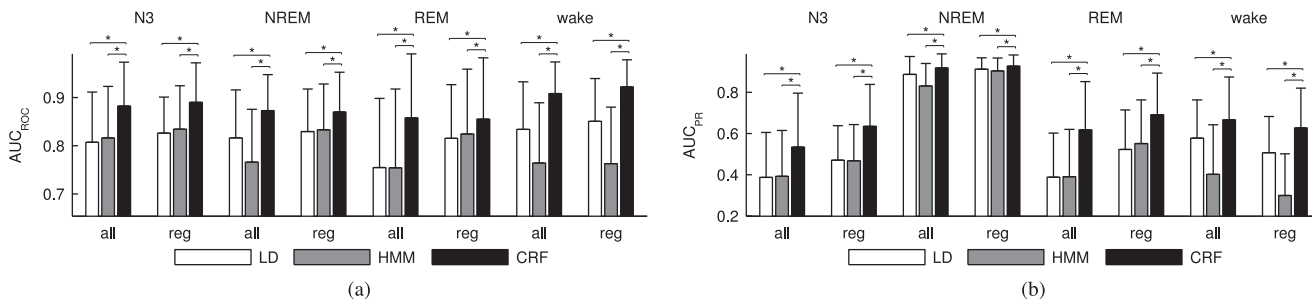 N3 NREM REM wake
* * * * * * * *
* * * * * * * *
0.9
0.8
0.7
AUCROC
all reg all reg all reg all reg
LD HMM CRF
(a)
N3 NREM REM wake
* * * * * * * *
* * * * * * * *
0.8
0.6
0.4
0.2
AUCPR
all reg all reg all reg all reg
LD HMM CRF
(b)